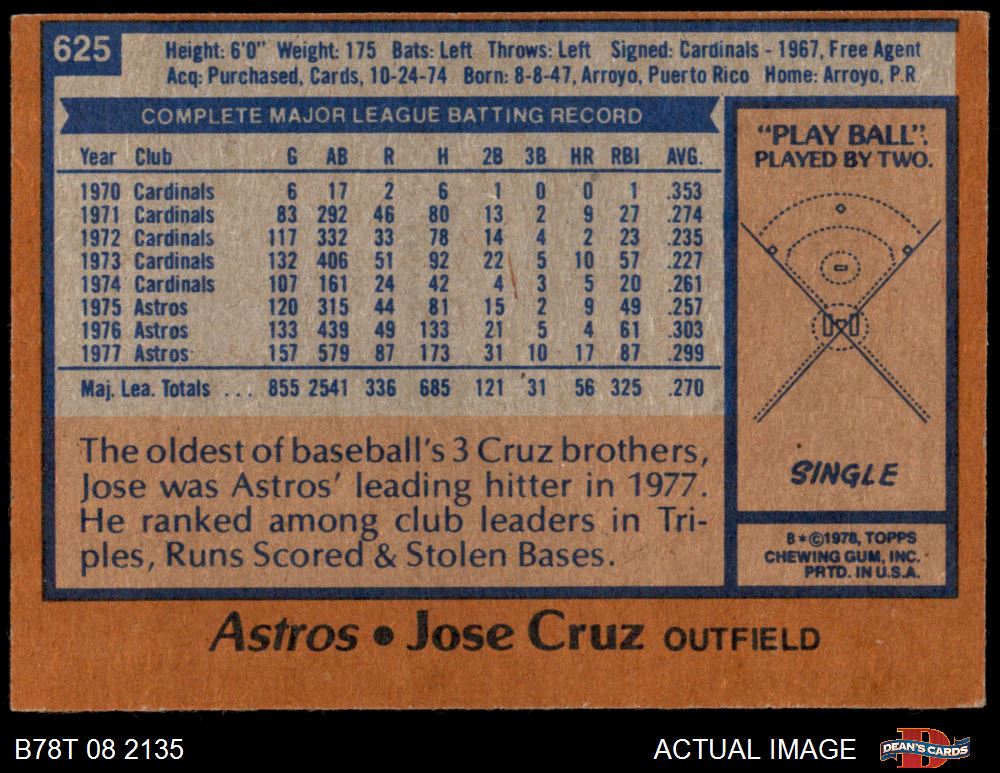 625
Height: 6'0" Weight: 175 Bats: Left Throws: Left Signed: Cardinals - 1967, Free Agent
Acq: Purchased, Cards, 10-24-74 Born: 8-8-47, Arroyo, Puerto Rico Home: Arroyo, P.R.
COMPLETE MAJOR LEAGUE BATTING RECORD
Year Club G AB R H 2B 3B HR RBI AVG.
1970 Cardinals 6 17 2 6 1 0 0 1 .353
1971 Cardinals 83 292 46 80 13 2 9 27 .274
1972 Cardinals 117 332 33 78 14 4 2 23 .235
1973 Cardinals 132 406 51 92 22 5 10 57 .227
1974 Cardinals 107 161 24 42 4 3 5 20 .261
1975 Astros 120 315 44 81 15 2 9 49 .257
1976 Astros 133 439 49 133 21 5 4 61 .303
1977 Astros 157 579 87 173 31 10 17 87 .299
Maj. Lea. Totals ... 855 2541 336 685 121 31 56 325 .270
The oldest of baseball's 3 Cruz brothers,
Jose was Astros' leading hitter in 1977.
He ranked among club leaders in Tri-
ples, Runs Scored & Stolen Bases.
"PLAY BALL".
PLAYED BY TWO.
SINGLE
B*©1978, TOPPS
CHEWING GUM, INC.
PRTD. IN U.S.A.
Astros • Jose Cruz OUTFIELD
B78T 08 2135
ACTUAL IMAGE
DEAN'S CARDS